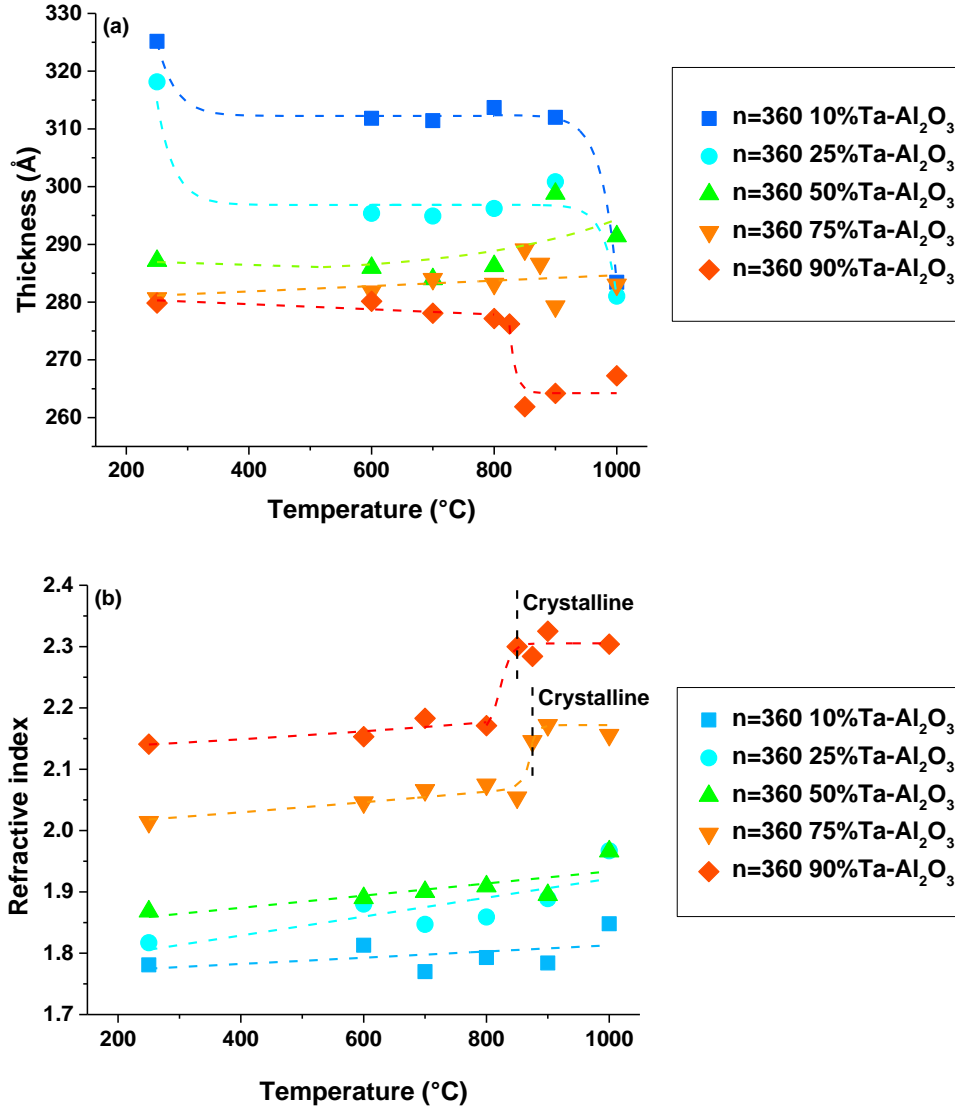 (a)
330
320
310
300
290
280
270
260
Thickness (Å)
200 400 600 800 1000
Temperature (°C)
n=360 10%Ta-Al₂O₃
n=360 25%Ta-Al₂O₃
n=360 50%Ta-Al₂O₃
n=360 75%Ta-Al₂O₃
n=360 90%Ta-Al₂O₃
(b)
2.4
2.3
2.2
2.1
2.0
1.9
1.8
1.7
Refractive index
Crystalline
Crystalline
200 400 600 800 1000
Temperature (°C)
n=360 10%Ta-Al₂O₃
n=360 25%Ta-Al₂O₃
n=360 50%Ta-Al₂O₃
n=360 75%Ta-Al₂O₃
n=360 90%Ta-Al₂O₃